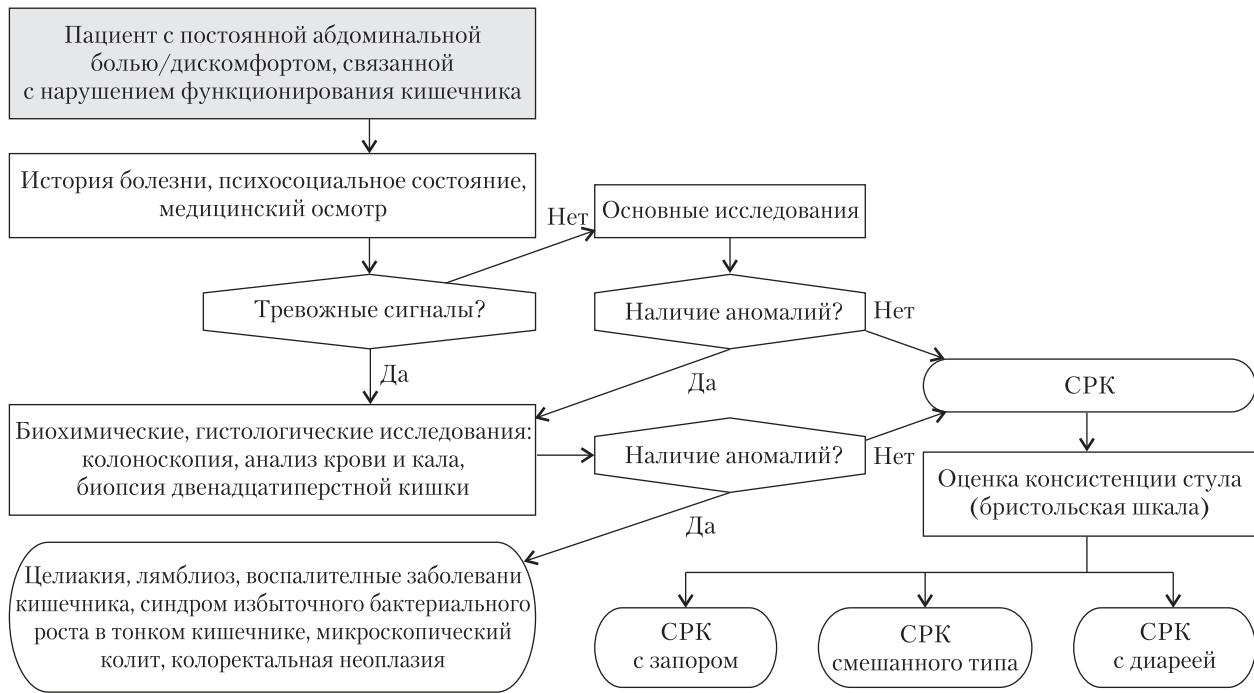 Пациент с постоянной абдоминальной
болью/дискомфортом, связанной
с нарушением функционирования кишечника
История болезни, психосоциальное состояние,
медицинский осмотр
Нет
Основные исследования
Тревожные сигналы?
Наличие аномалий?
Нет
Да
Да
СРК
Биохимические, гистологические исследования:
колоноскопия, анализ крови и кала,
биопсия двенадцатиперстной кишки
Наличие аномалий?
Нет
Оценка консистенции стула
(бристольская шкала)
Да
Целиакия, лямблиоз, воспалителные заболевани
кишечника, синдром избыточного бактериального
роста в тонком кишечнике, микроскопический
колит, колоректальная неоплазия
СРК
с запором
СРК
смешанного типа
СРК
с диареей